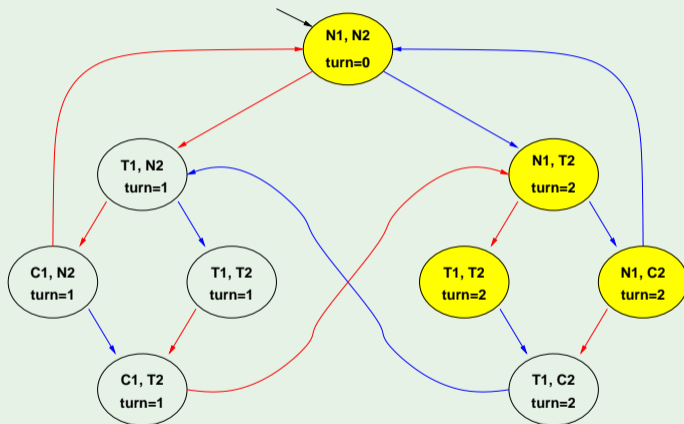 N1, N2
turn=0
T1, N2
turn=1
N1, T2
turn=2
C1, N2
turn=1
T1, T2
turn=1
T1, T2
turn=2
N1, C2
turn=2
C1, T2
turn=1
T1, C2
turn=2